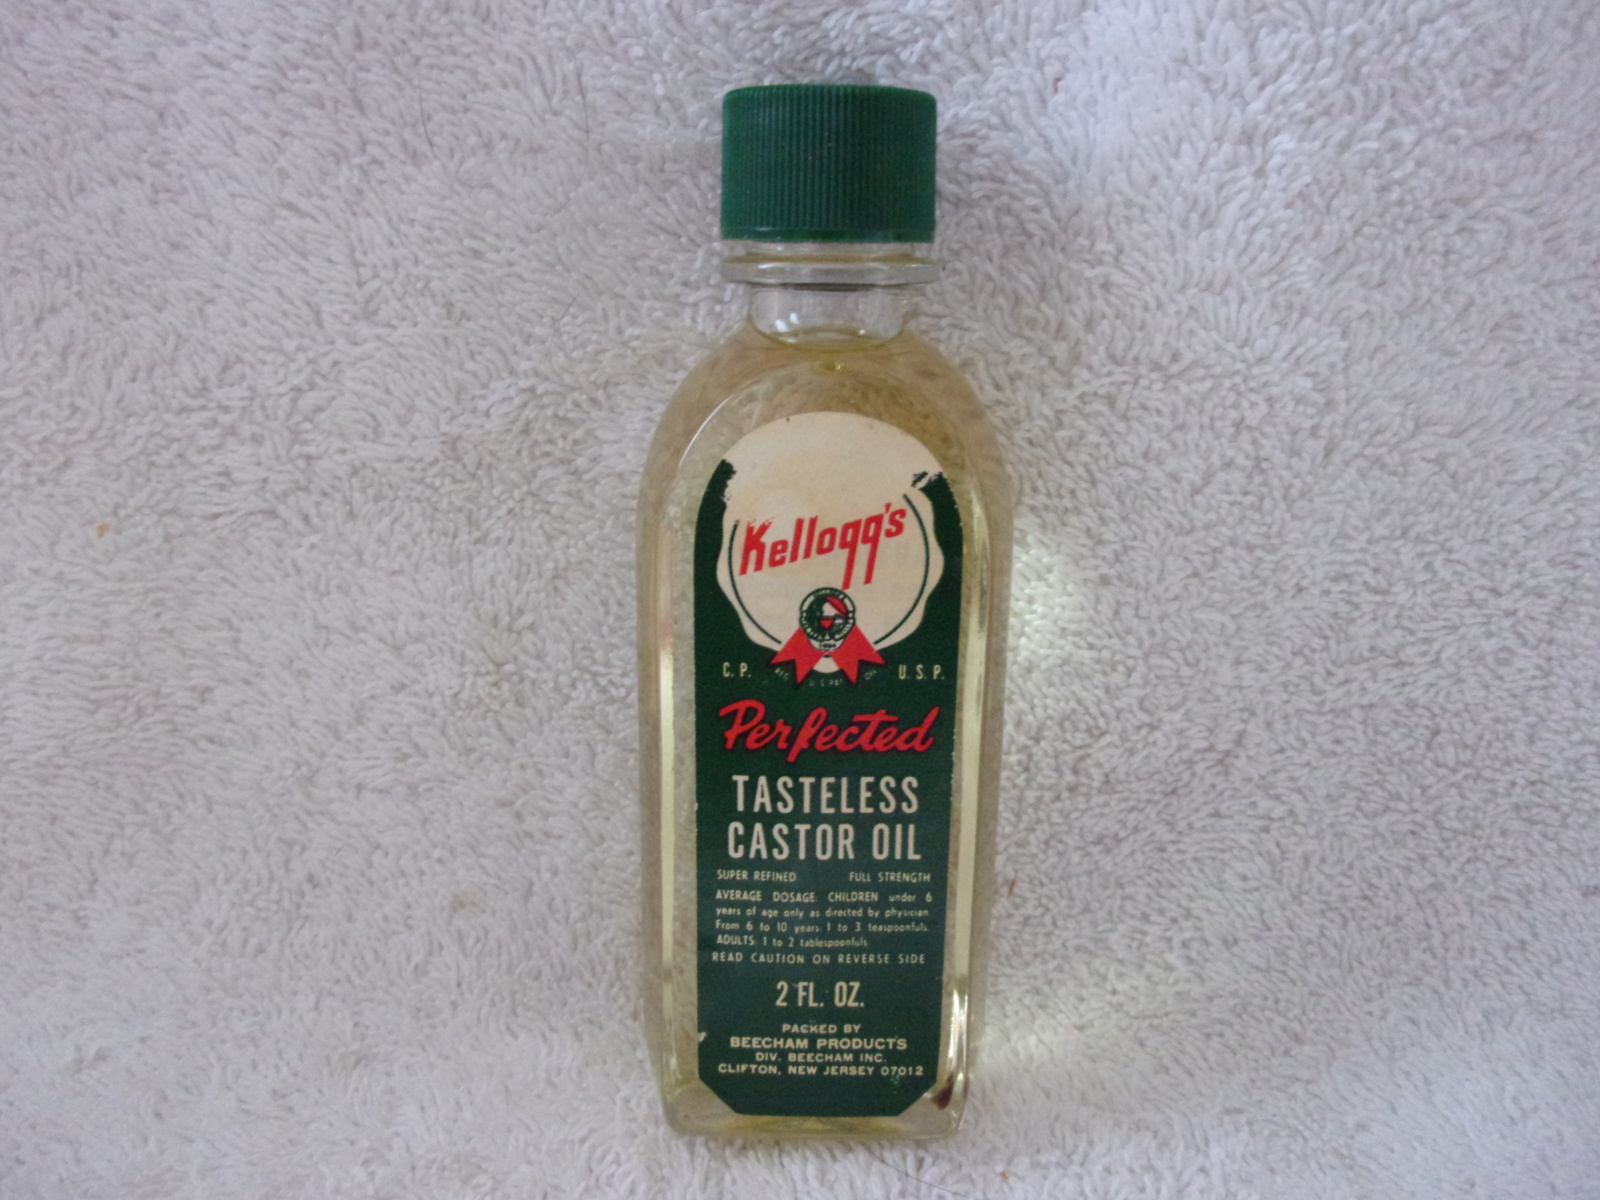 Kellogg's
C. P. U. S. P.
Perfected
TASTELESS
CASTOR OIL
SUPER REFINED FULL STRENGTH
AVERAGE DOSAGE: CHILDREN under 6
years of age only as directed by physician.
From 6 to 10 years: 1 to 3 teaspoonfuls.
ADULTS: 1 to 2 tablespoonfuls.
READ CAUTION ON REVERSE SIDE
2 FL. OZ.
PACKED BY
BEECHAM PRODUCTS
DIV. BEECHAM INC.
CLIFTON, NEW JERSEY 07012